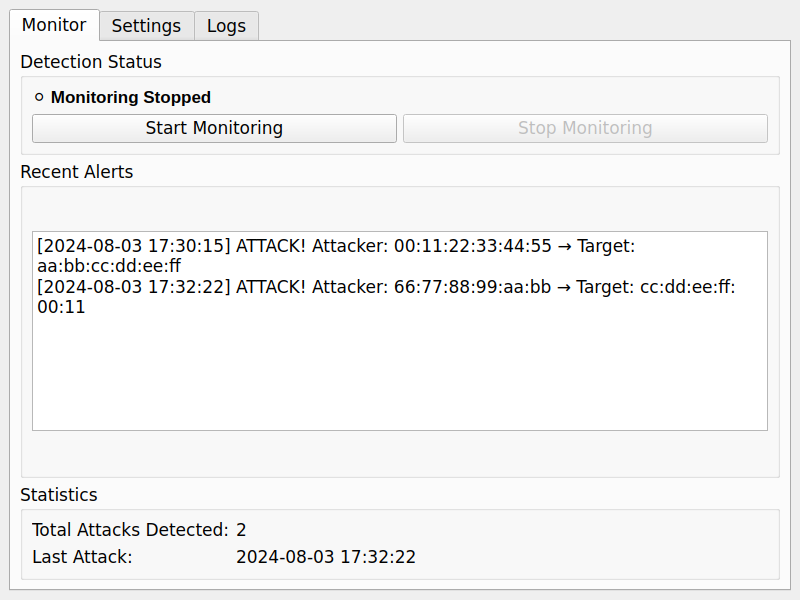 Monitor Settings Logs
Detection Status
Monitoring Stopped
Start Monitoring Stop Monitoring
Recent Alerts
[2024-08-03 17:30:15] ATTACK! Attacker: 00:11:22:33:44:55 → Target:
aa:bb:cc:dd:ee:ff
[2024-08-03 17:32:22] ATTACK! Attacker: 66:77:88:99:aa:bb → Target: cc:dd:ee:ff:
00:11
Statistics
Total Attacks Detected: 2
Last Attack: 2024-08-03 17:32:22